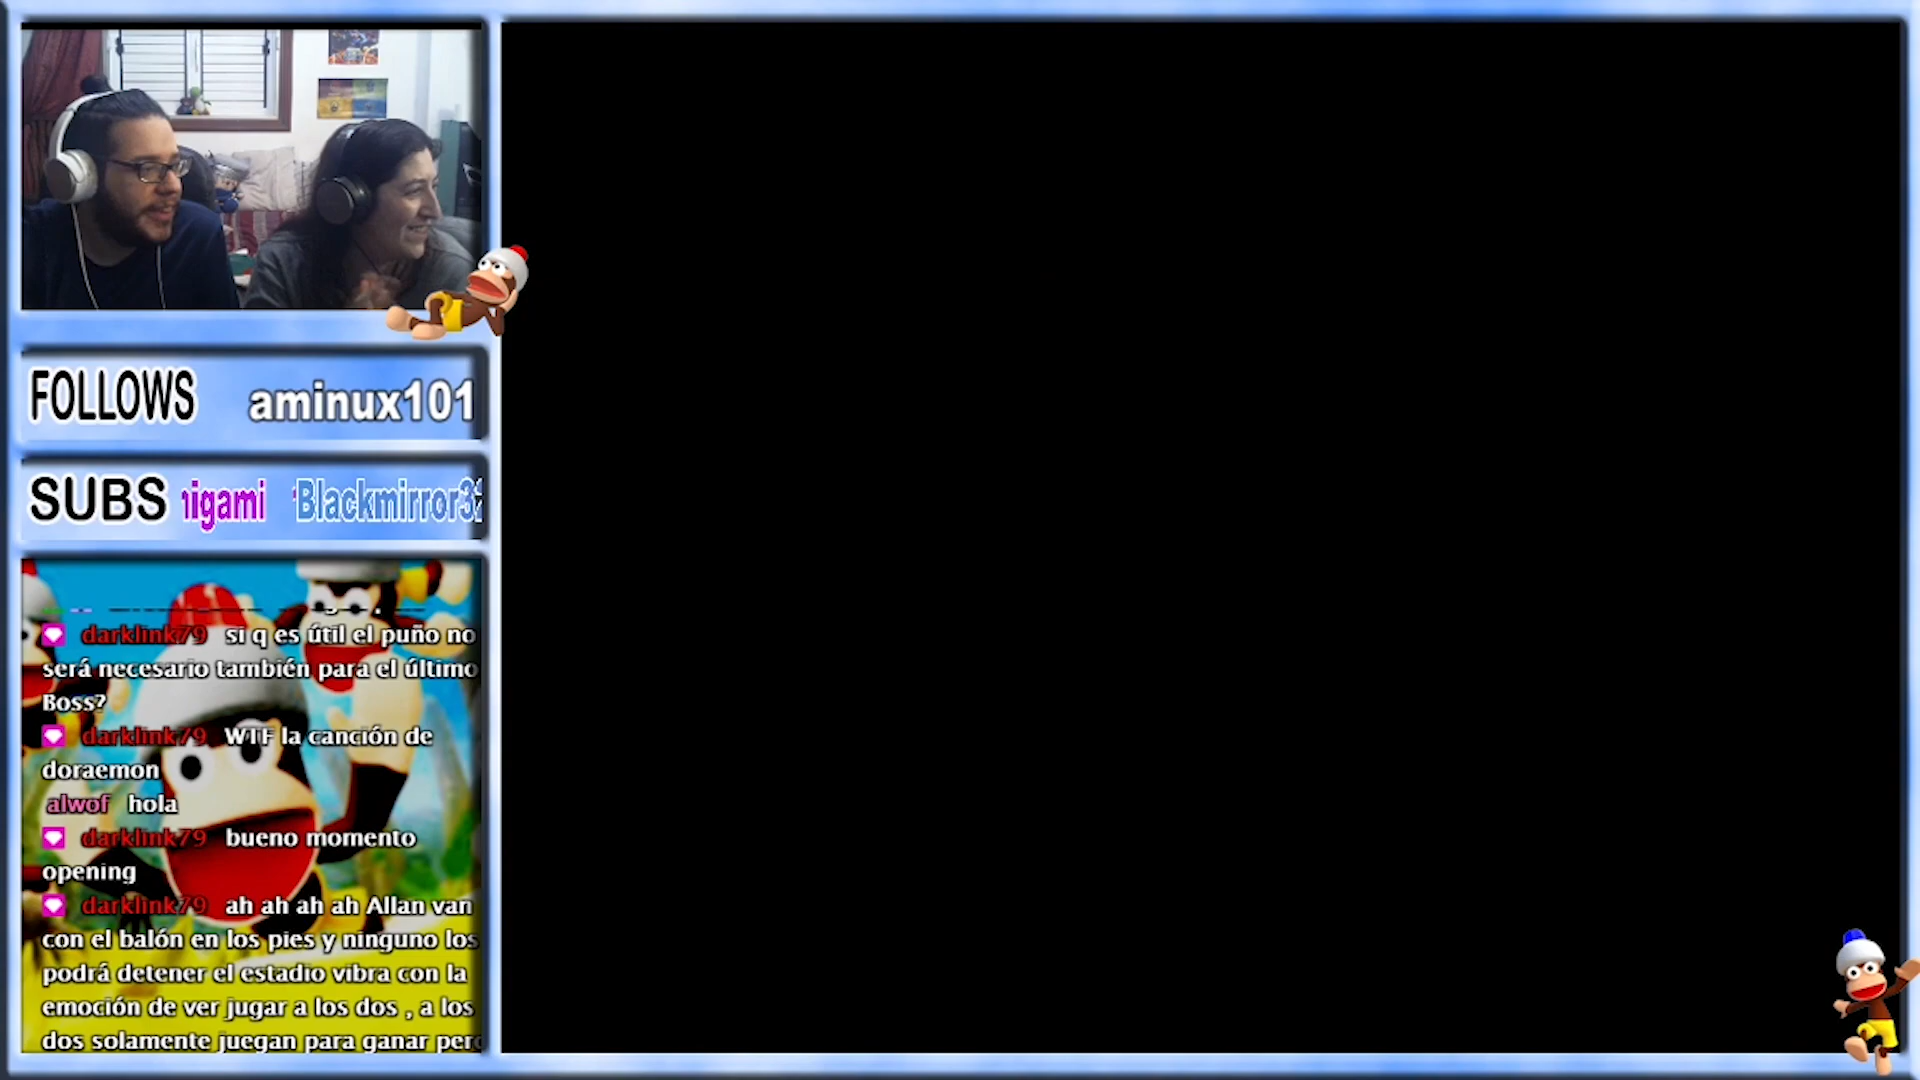 FOLLOWS aminux101
SUBS nigami Blackmirror3
darklink79 si q es útil el puño no
será necesario también para el último
Boss?
darklink79 WTF la canción de
doraemon
alwof hola
darklink79 bueno momento
opening
darklink79 ah ah ah ah Allan van
con el balón en los pies y ninguno los
podrá detener el estadio vibra con la
emoción de ver jugar a los dos , a los
dos solamente juegan para ganar pero